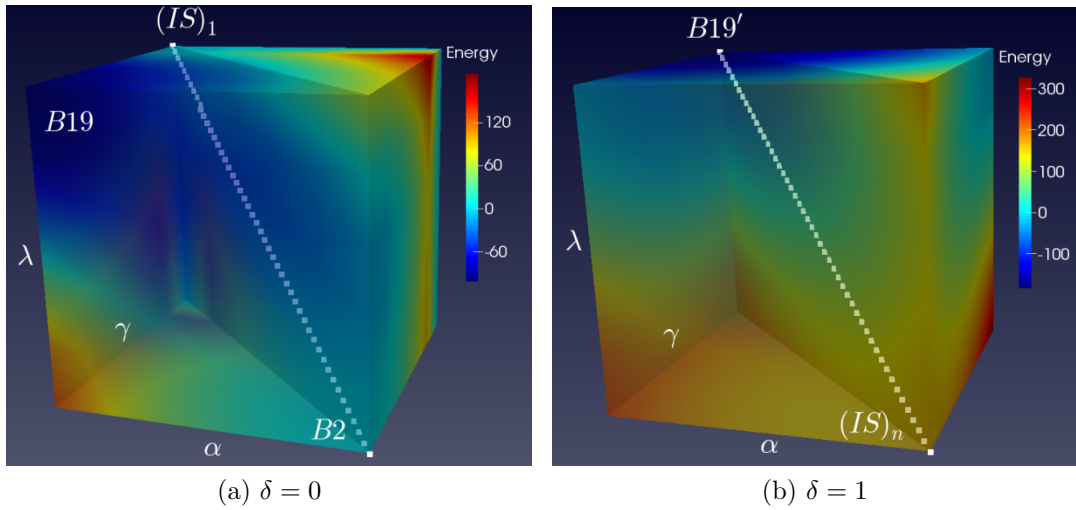 (IS)₁
Energy
120
60
0
-60
B19
λ
γ
α
B2
(a) δ = 0
B19′
Energy
300
200
100
0
-100
λ
γ
α
(IS)ₙ
(b) δ = 1